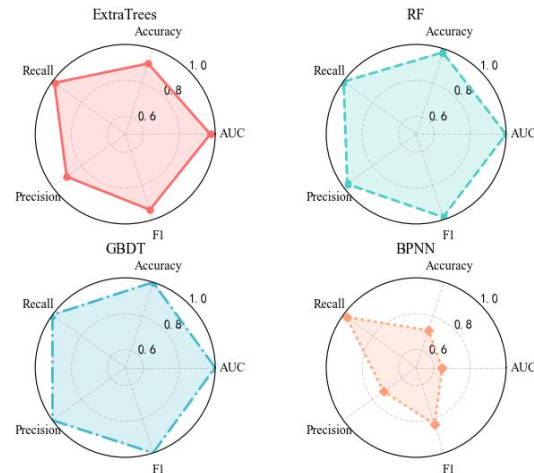 ExtraTrees
Accuracy
Recall
1.0
0.8
0.6
AUC
Precision
F1
RF
Accuracy
Recall
1.0
0.8
0.6
AUC
Precision
F1
GBDT
Accuracy
Recall
1.0
0.8
0.6
AUC
Precision
F1
BPNN
Accuracy
Recall
1.0
0.8
0.6
AUC
Precision
F1